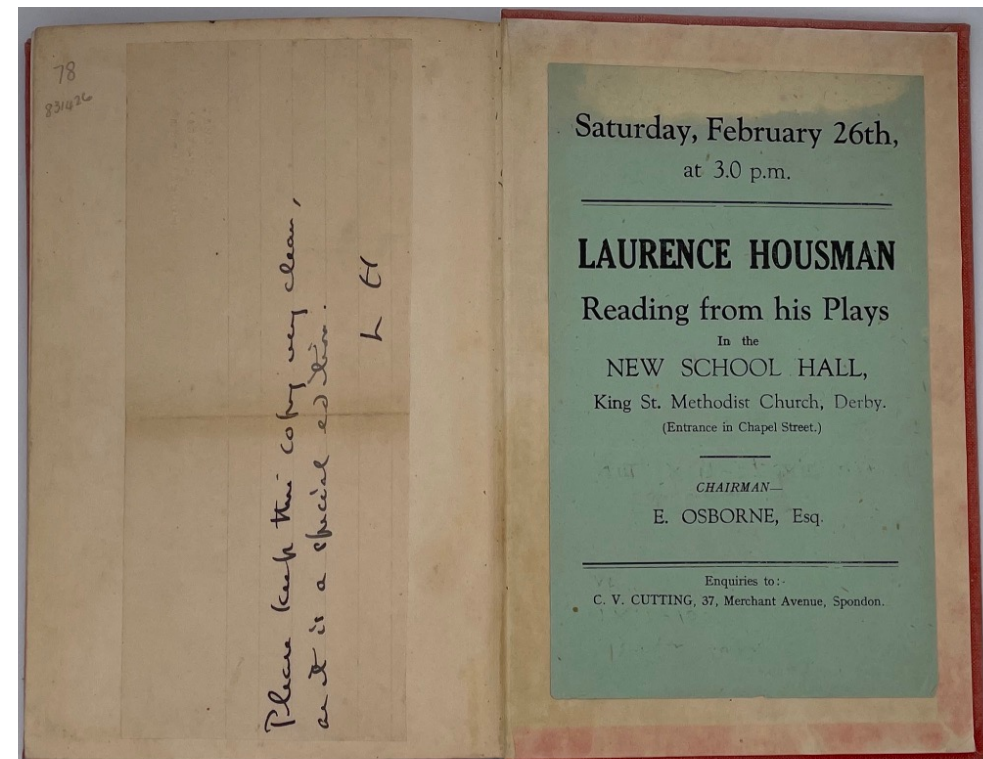 78
831426
Please keep this copy very clean,
as it is a special edition.
L H
Saturday, February 26th,
at 3.0 p.m.
LAURENCE HOUSMAN
Reading from his Plays
In the
NEW SCHOOL HALL,
King St. Methodist Church, Derby.
(Entrance in Chapel Street.)
CHAIRMAN—
E. OSBORNE, Esq.
Enquiries to:-
C. V. CUTTING, 37, Merchant Avenue, Spondon.